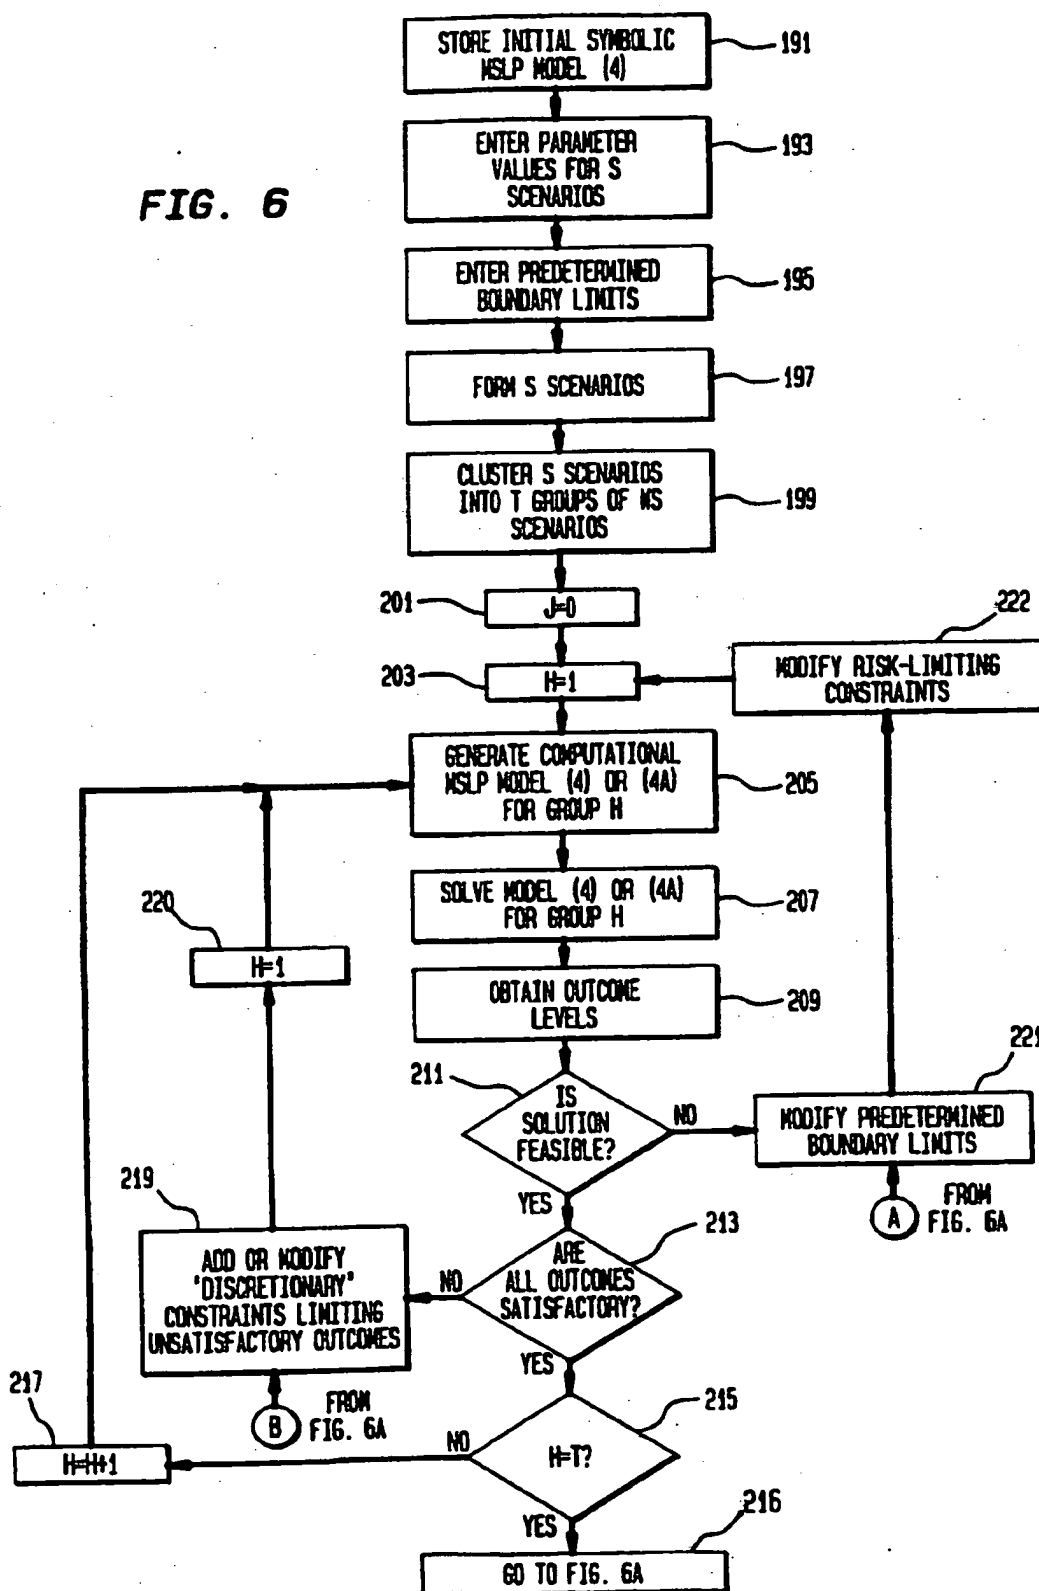 FIG. 6
STORE INITIAL SYMBOLIC
MSLP MODEL (4)
191
ENTER PARAMETER
VALUES FOR S
SCENARIOS
193
ENTER PREDETERMINED
BOUNDARY LIMITS
195
FORM S SCENARIOS
197
CLUSTER S SCENARIOS
INTO T GROUPS OF MS
SCENARIOS
199
201
J=0
203
H=1
222
MODIFY RISK-LIMITING
CONSTRAINTS
GENERATE COMPUTATIONAL
MSLP MODEL (4) OR (4A)
FOR GROUP H
205
SOLVE MODEL (4) OR (4A)
FOR GROUP H
207
220
H=1
OBTAIN OUTCOME
LEVELS
209
211
IS
SOLUTION
FEASIBLE?
NO
YES
221
MODIFY PREDETERMINED
BOUNDARY LIMITS
A
FROM
FIG. 6A
213
ARE
ALL OUTCOMES
SATISFACTORY?
NO
YES
219
ADD OR MODIFY
"DISCRETIONARY"
CONSTRAINTS LIMITING
UNSATISFACTORY OUTCOMES
B
FROM
FIG. 6A
215
H=T?
NO
YES
217
H=H+1
216
GO TO FIG. 6A